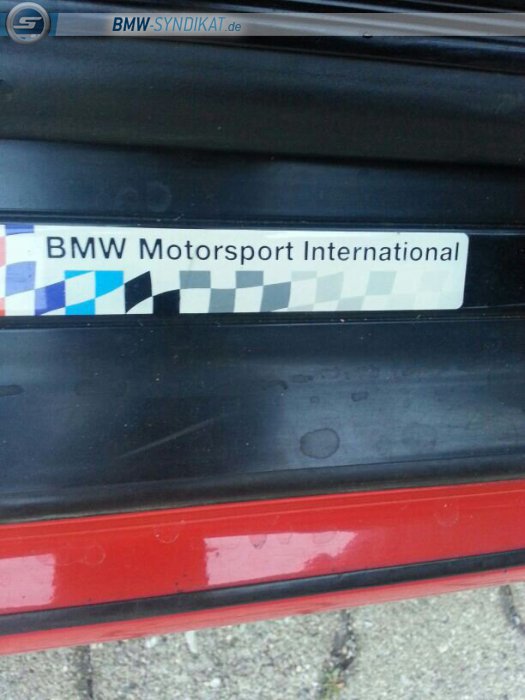 BMW-SYNDIKAT.de
BMW Motorsport International